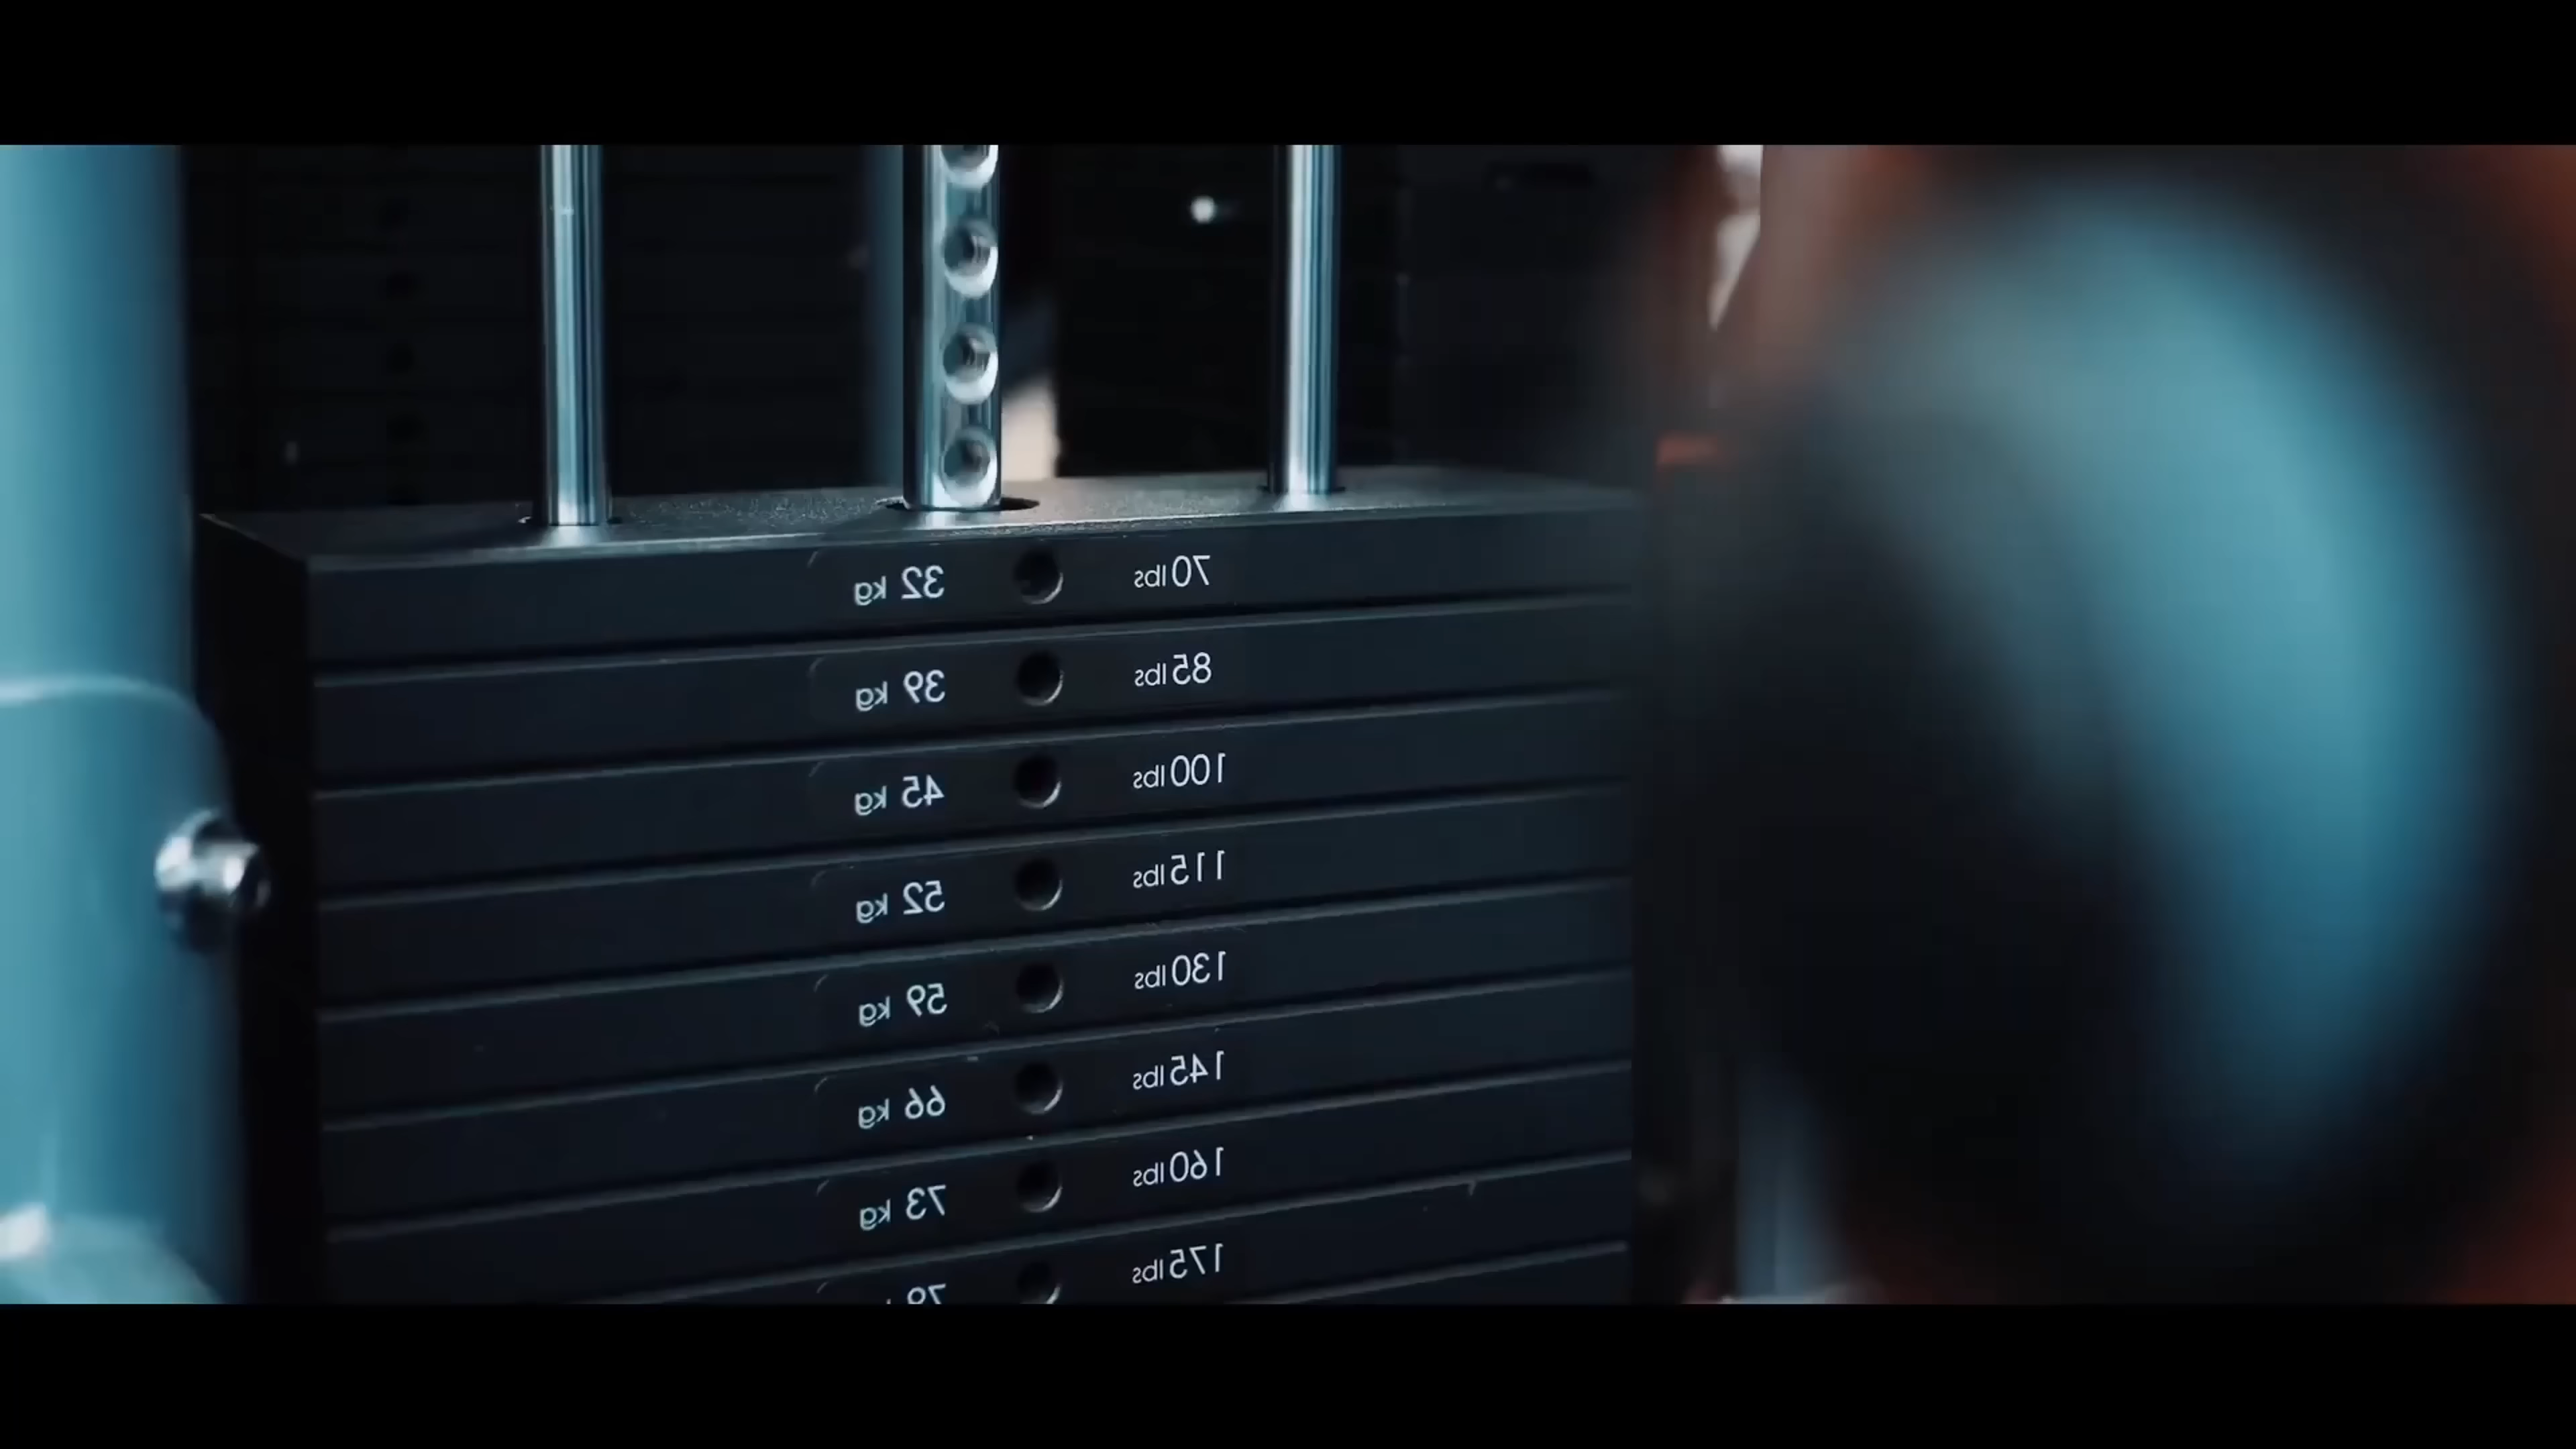 32 kg 70 lbs
39 kg 85 lbs
45 kg 100 lbs
52 kg 115 lbs
59 kg 130 lbs
66 kg 145 lbs
73 kg 160 lbs
175 lbs